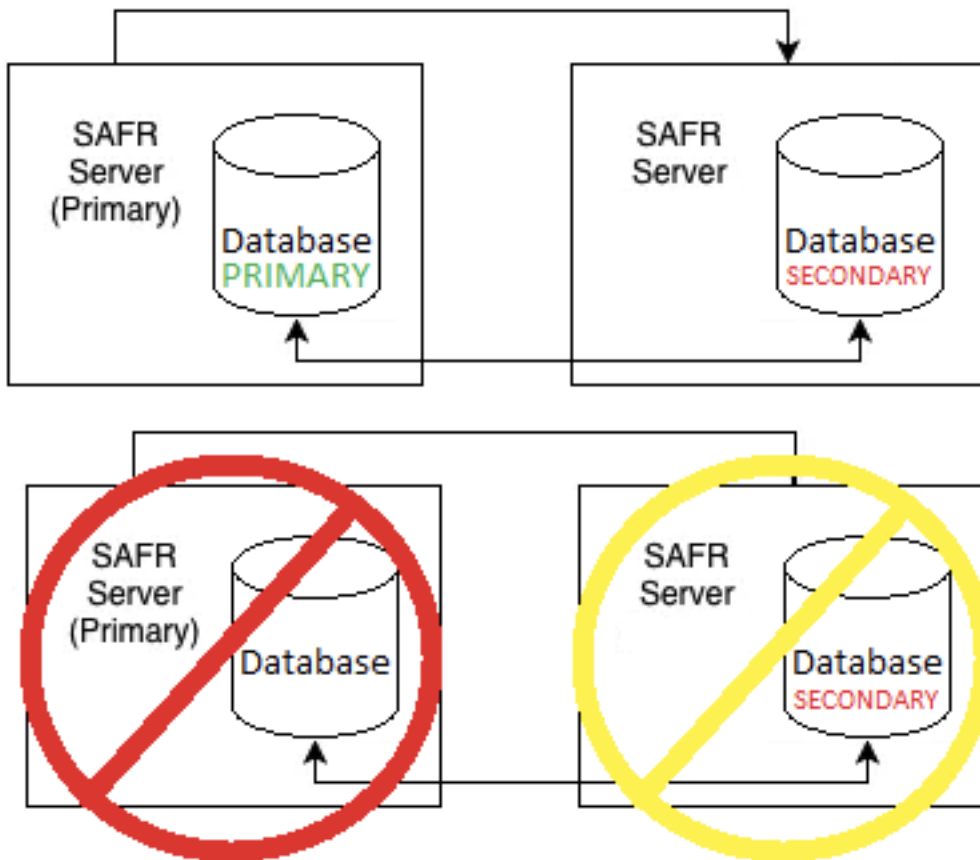 SAFR
Server
(Primary)
Database
PRIMARY
SAFR
Server
Database
SECONDARY
SAFR
Server
(Primary)
Database
SAFR
Server
Database
SECONDARY